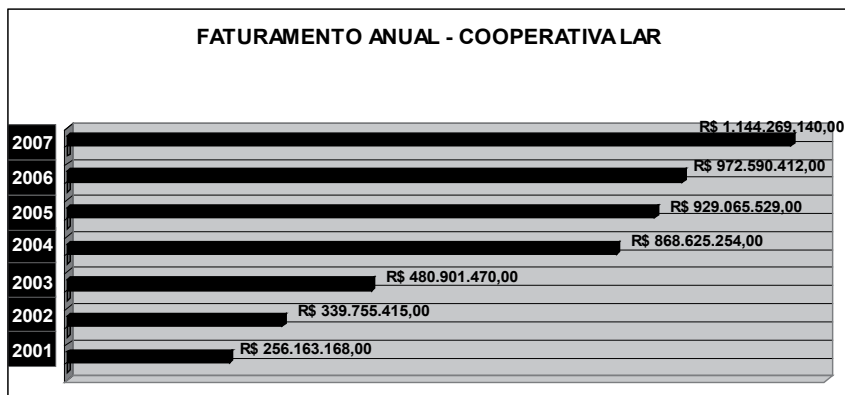 FATURAMENTO ANUAL - COOPERATIVA LAR
2007 R$ 1.144.269.140,00
2006 R$ 972.590.412,00
2005 R$ 929.065.529,00
2004 R$ 868.625.254,00
2003 R$ 480.901.470,00
2002 R$ 339.755.415,00
2001 R$ 256.163.168,00